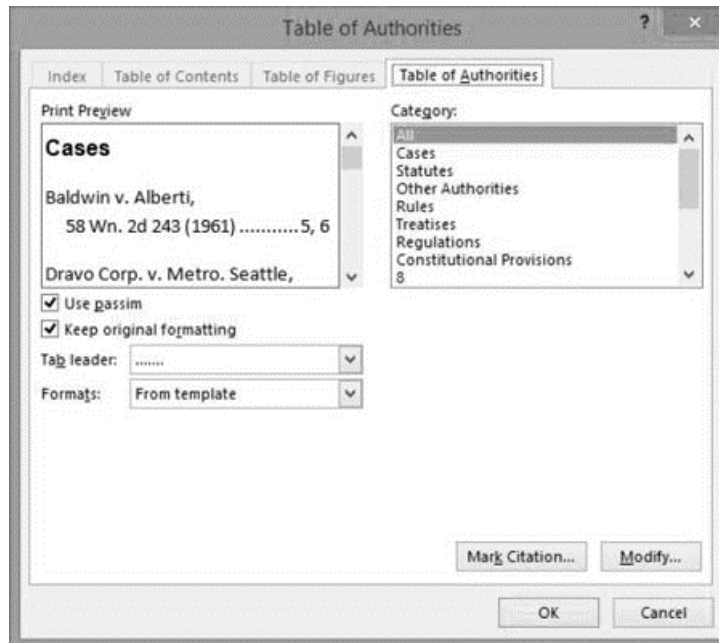 Table of Authorities
? ×
Index Table of Contents Table of Figures Table of Authorities
Print Preview
Cases
Baldwin v. Alberti,
58 Wn. 2d 243 (1961) ...........5, 6
Dravo Corp. v. Metro. Seattle,
Category:
All
Cases
Statutes
Other Authorities
Rules
Treatises
Regulations
Constitutional Provisions
8
Use passim
Keep original formatting
Tab leader: .......
Formats: From template
Mark Citation... Modify...
OK Cancel